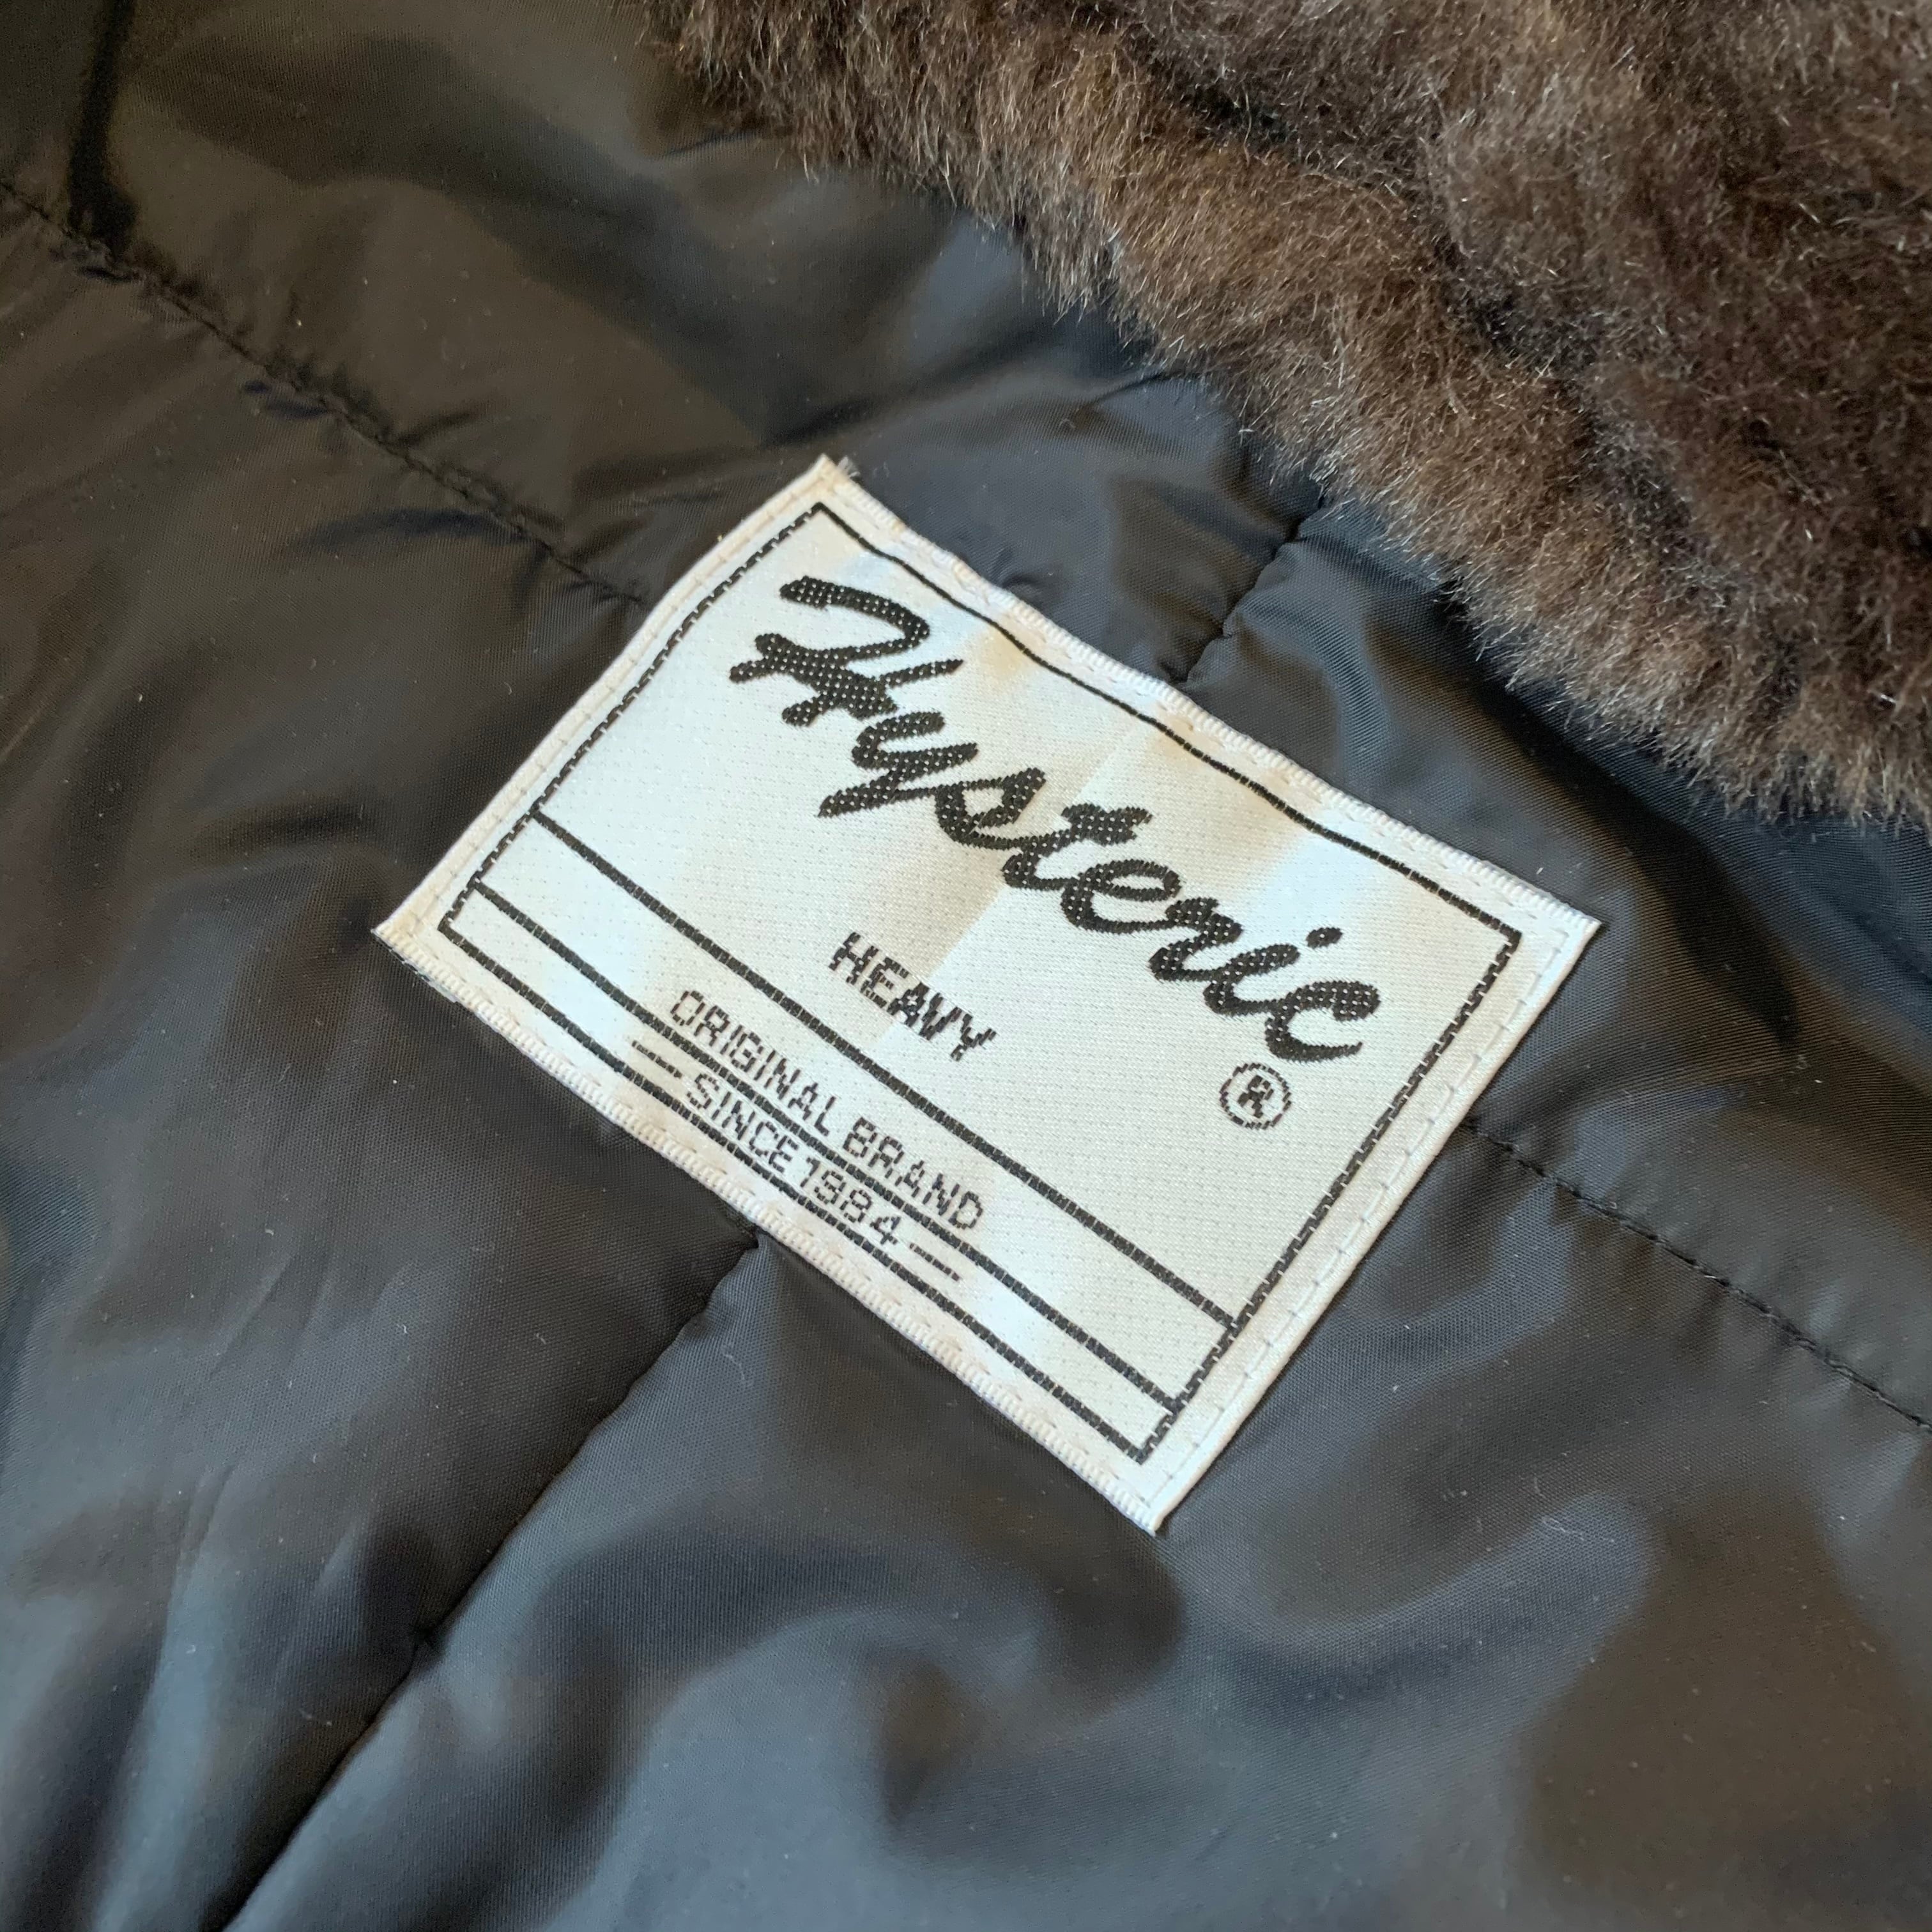 Hysteric
®
HEAVY
ORIGINAL BRAND
— SINCE 1984 —